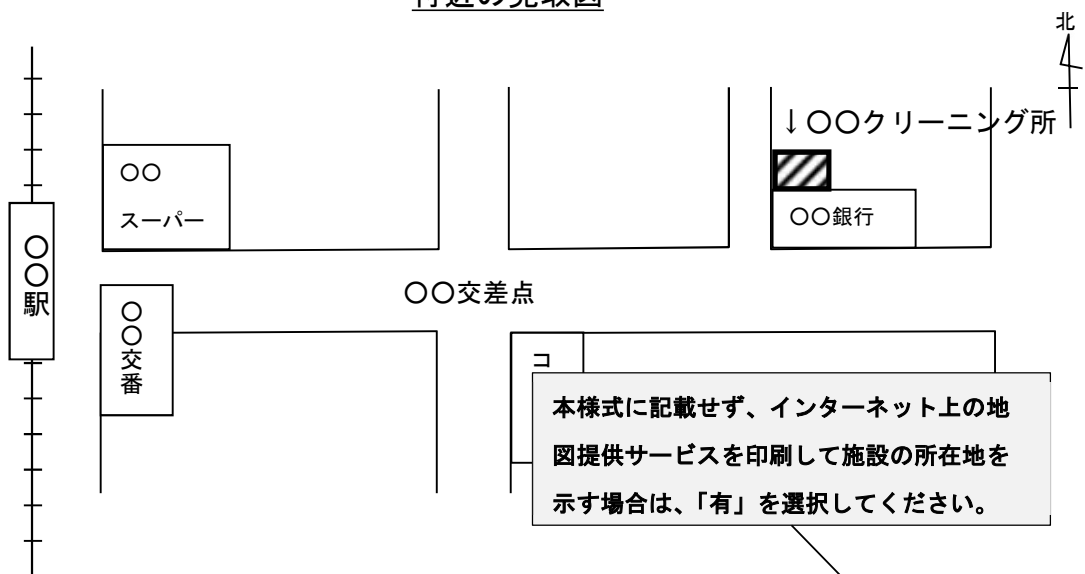 付近の見取図
北
↓〇〇クリーニング所
〇〇
スーパー
〇〇銀行
〇〇駅
〇〇交差点
〇〇交番
コ
本様式に記載せず、インターネット上の地
図提供サービスを印刷して施設の所在地を
示す場合は、「有」を選択してください。